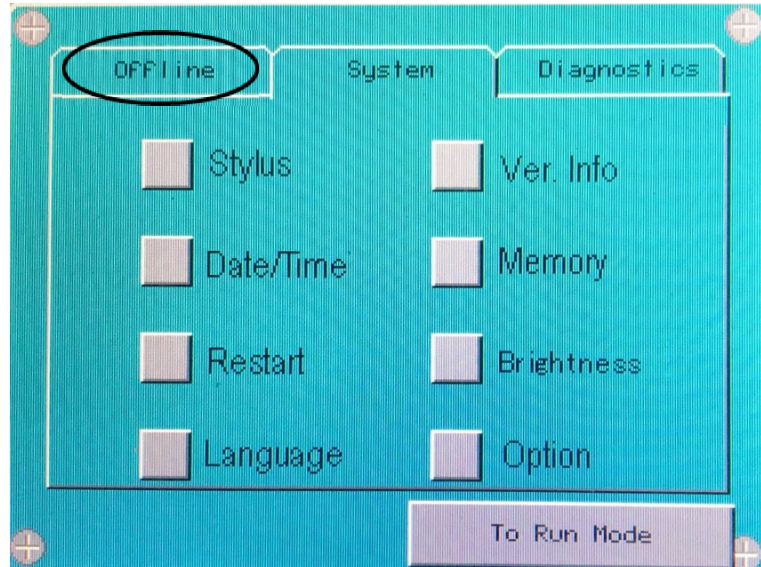 Offline System Diagnostics
Stylus Ver. Info
Date/Time Memory
Restart Brightness
Language Option
To Run Mode